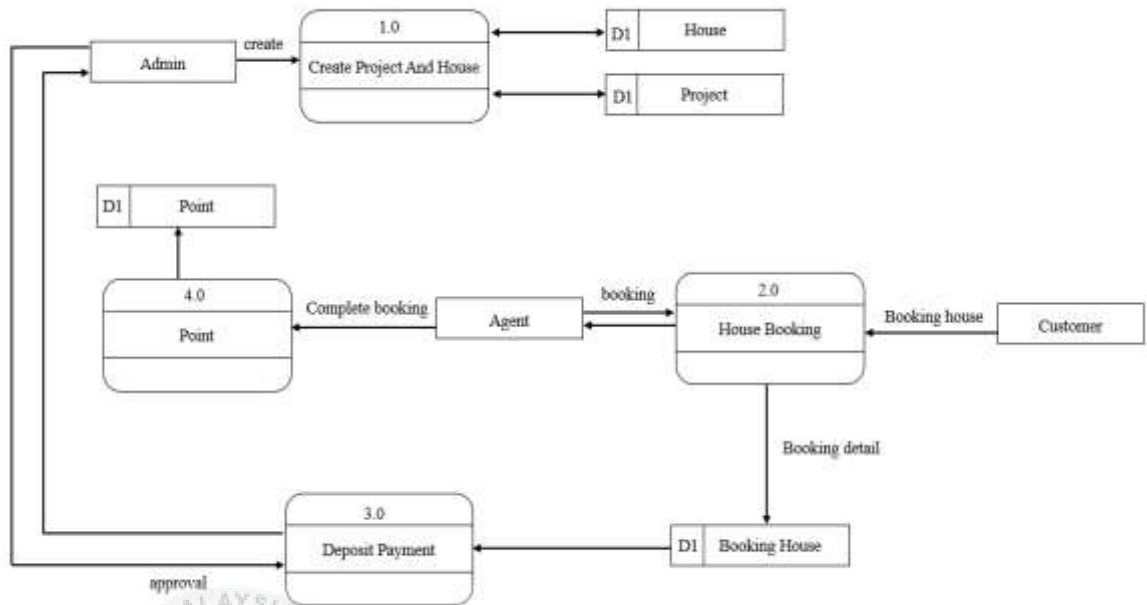 1.0
create
D1 House
Admin
Create Project And House
D1 Project
D1 Point
4.0
2.0
Complete booking
booking
Point
Agent
House Booking
Booking house
Customer
Booking detail
3.0
Deposit Payment
D1 Booking House
approval